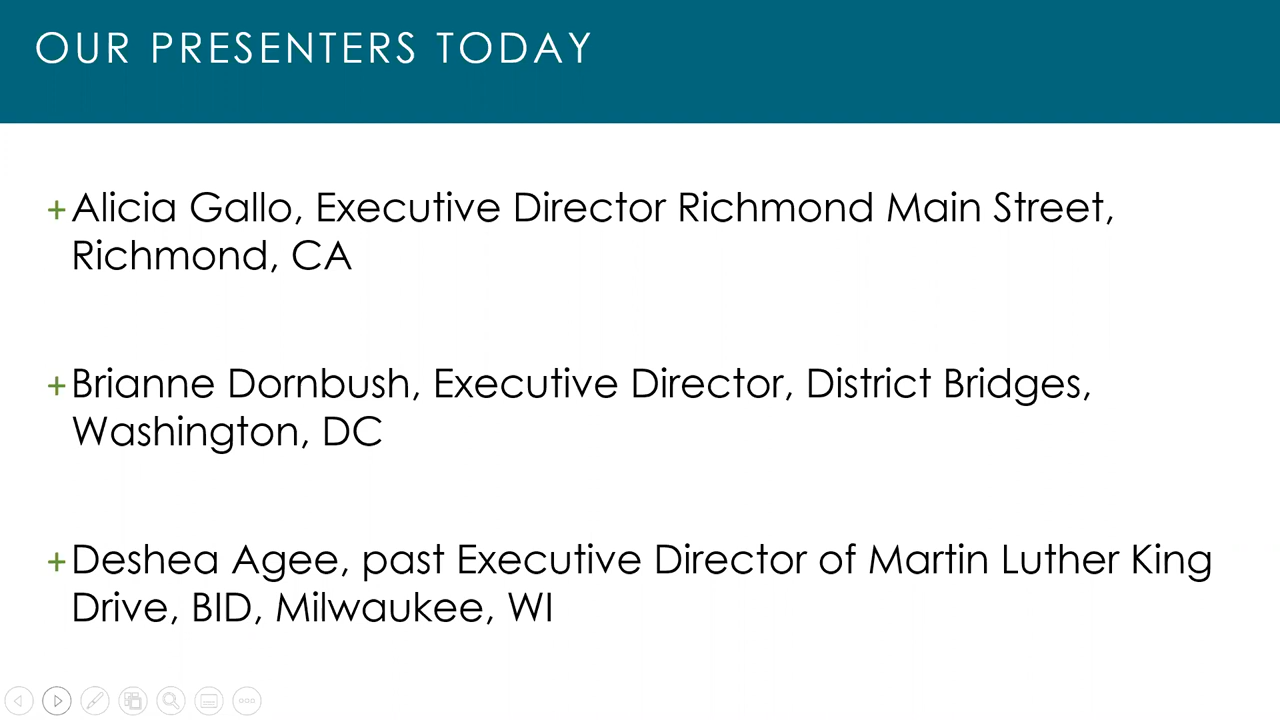 OUR PRESENTERS TODAY
+Alicia Gallo, Executive Director Richmond Main Street,
Richmond, CA
+Brianne Dornbush, Executive Director, District Bridges,
Washington, DC
+Deshea Agee, past Executive Director of Martin Luther King
Drive, BID, Milwaukee, WI